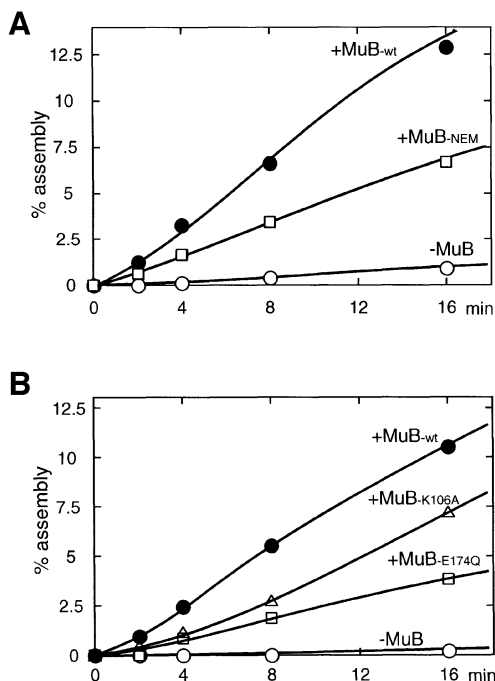 A
% assembly
12.5
10
7.5
5
2.5
0
+MuB-wt
+MuB-NEM
-MuB
0 4 8 12 16 min
B
% assembly
12.5
10
7.5
5
2.5
0
+MuB-wt
+MuB-K106A
+MuB-E174Q
-MuB
0 4 8 12 16 min